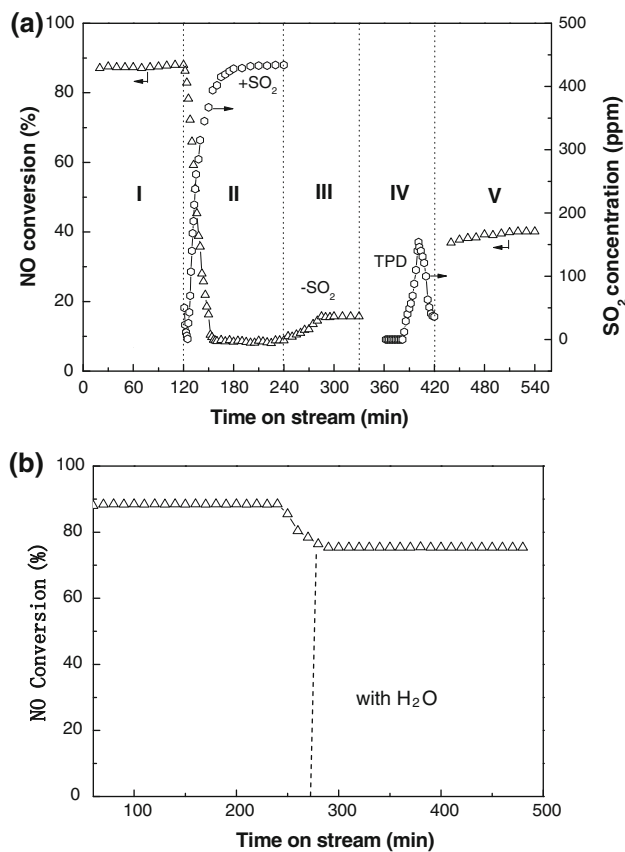 (a)
NO conversion (%)
100
80
60
40
20
0
500
400
300
200
100
0
SO2 concentration (ppm)
+SO2
I
II
III
IV
V
TPD
-SO2
0
60
120
180
240
300
360
420
480
540
Time on stream (min)
(b)
NO Conversion (%)
100
80
60
40
20
0
with H2O
100
200
300
400
500
Time on stream (min)